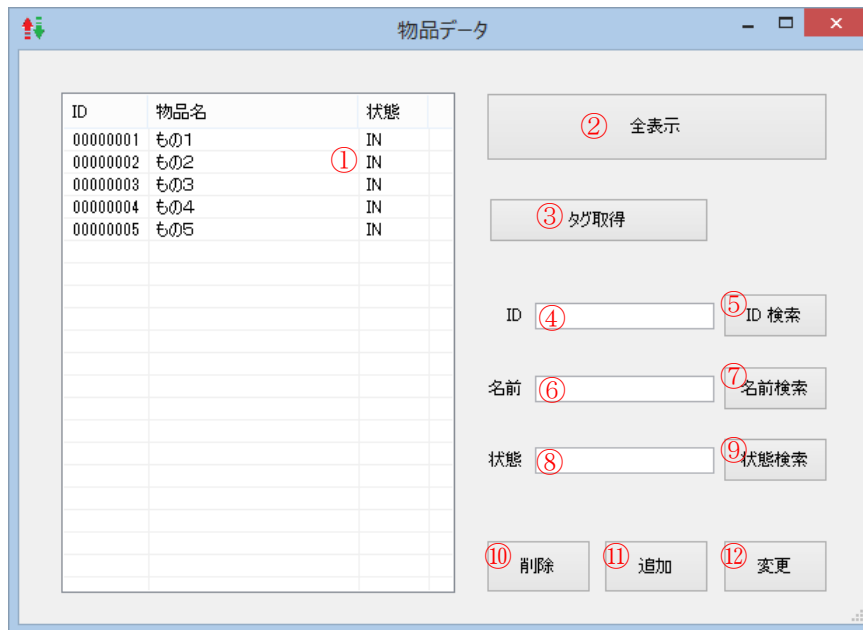 物品データ
ID 物品名 状態
00000001 もの1 IN
00000002 もの2 ① IN
00000003 もの3 IN
00000004 もの4 IN
00000005 もの5 IN
② 全表示
③ タグ取得
ID ④ ⑤ ID 検索
名前 ⑥ ⑦ 名前検索
状態 ⑧ ⑨ 状態検索
⑩ 削除 ⑪ 追加 ⑫ 変更